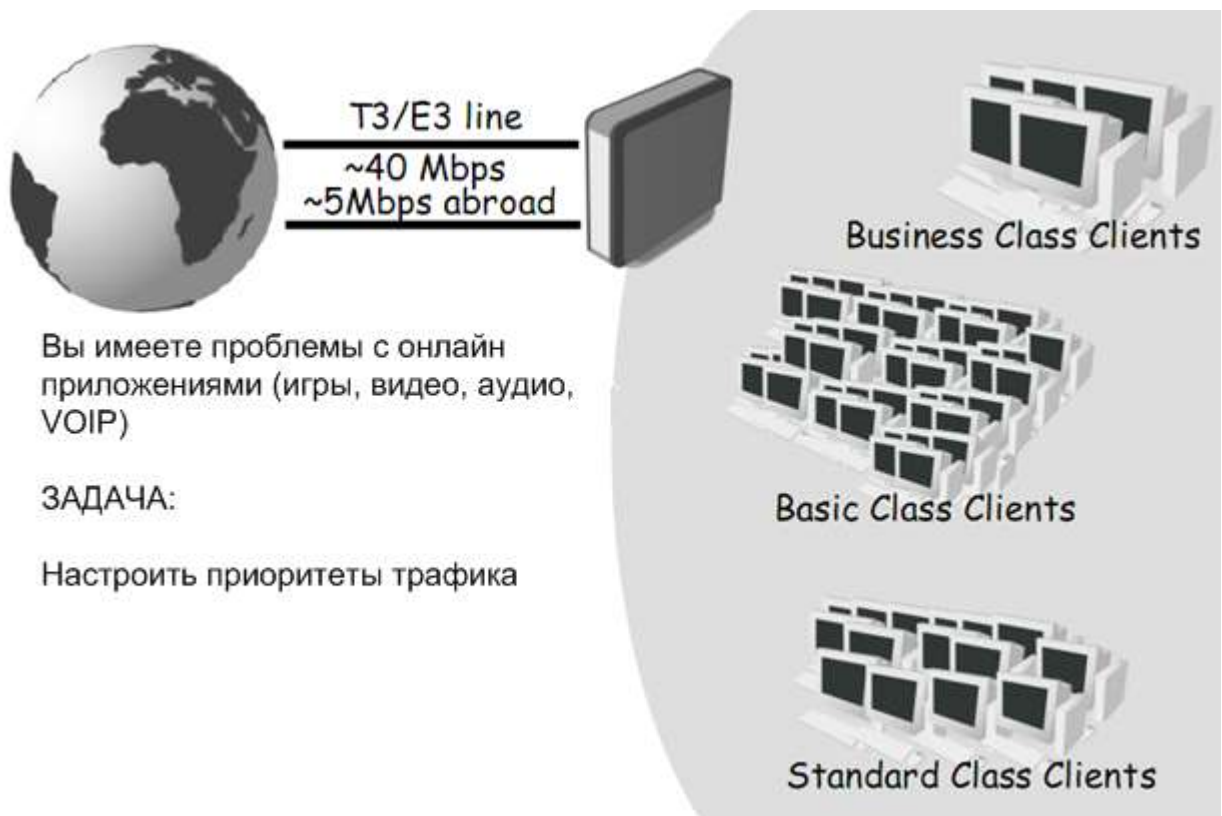 T3/E3 line
~40 Mbps
~5Mbps abroad
Business Class Clients
Вы имеете проблемы с онлайн
приложениями (игры, видео, аудио,
VOIP)
ЗАДАЧА:
Настроить приоритеты трафика
Basic Class Clients
Standard Class Clients